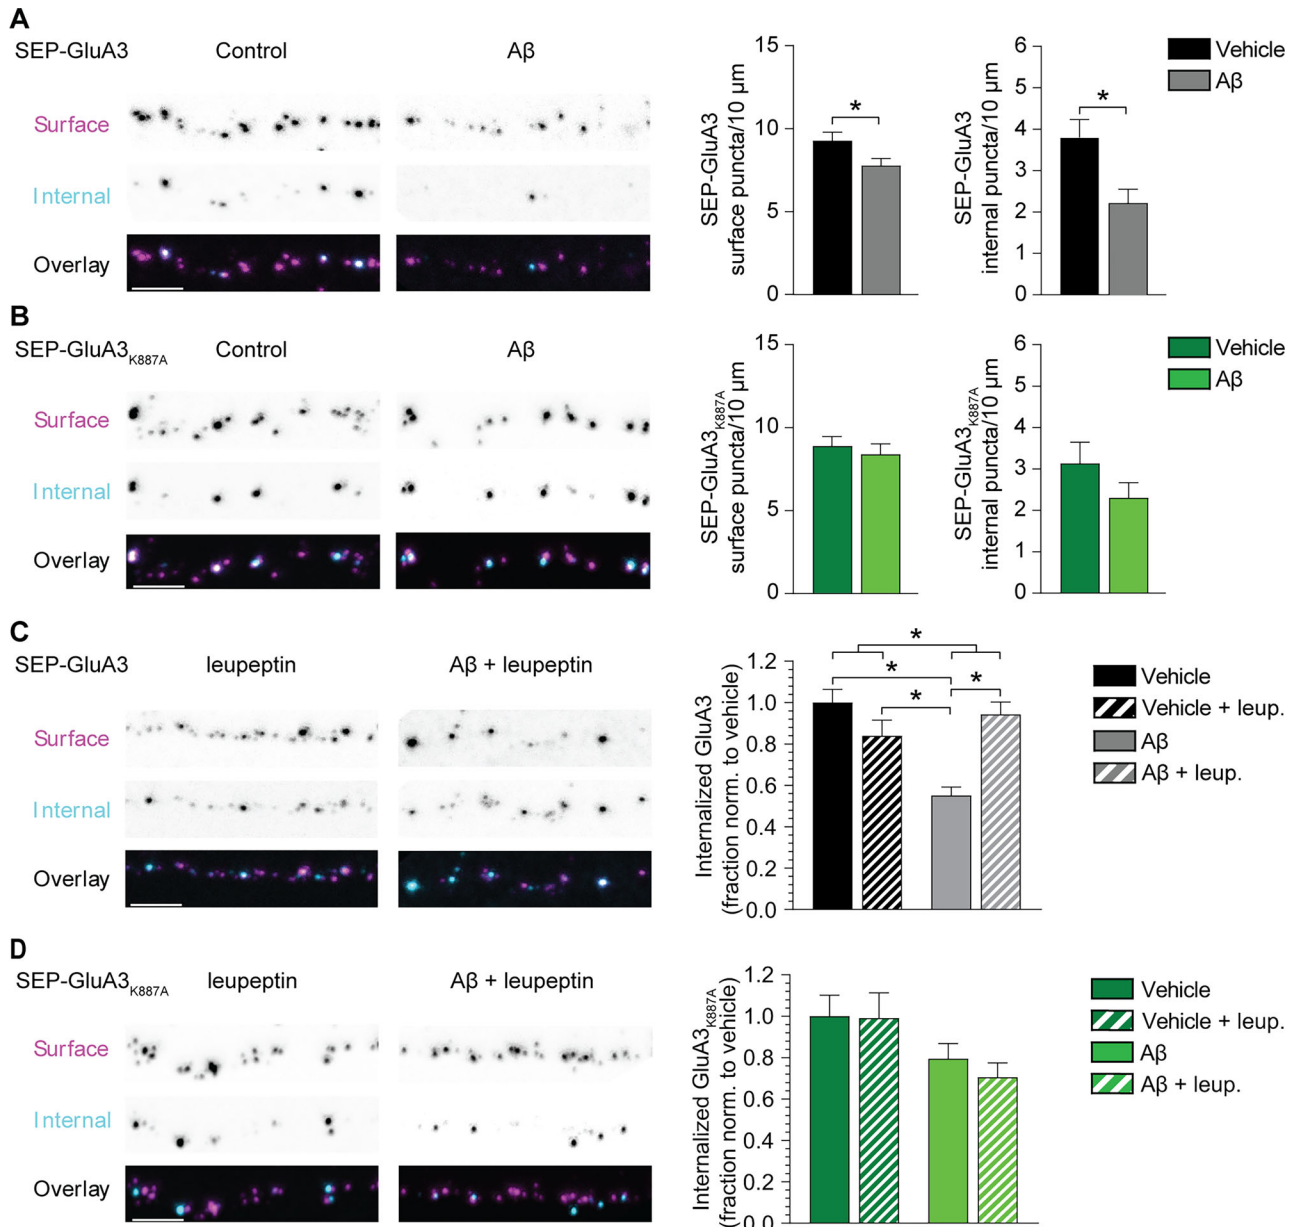 A
SEP-GluA3
Control
Aβ
Surface
Internal
Overlay
SEP-GluA3
surface puncta/10 µm
15
10
5
0
*
SEP-GluA3
internal puncta/10 µm
6
5
4
3
2
1
0
*
Vehicle
Aβ
B
SEP-GluA3K887A
Control
Aβ
Surface
Internal
Overlay
SEP-GluA3K887A
surface puncta/10 µm
15
10
5
0
SEP-GluA3K887A
internal puncta/10 µm
6
5
4
3
2
1
0
Vehicle
Aβ
C
SEP-GluA3
leupeptin
Aβ + leupeptin
Surface
Internal
Overlay
Internalized GluA3
(fraction norm. to vehicle)
1.2
1.0
0.8
0.6
0.4
0.2
0.0
*
*
*
*
Vehicle
Vehicle + leup.
Aβ
Aβ + leup.
D
SEP-GluA3K887A
leupeptin
Aβ + leupeptin
Surface
Internal
Overlay
Internalized GluA3K887A
(fraction norm. to vehicle)
1.2
1.0
0.8
0.6
0.4
0.2
0.0
Vehicle
Vehicle + leup.
Aβ
Aβ + leup.